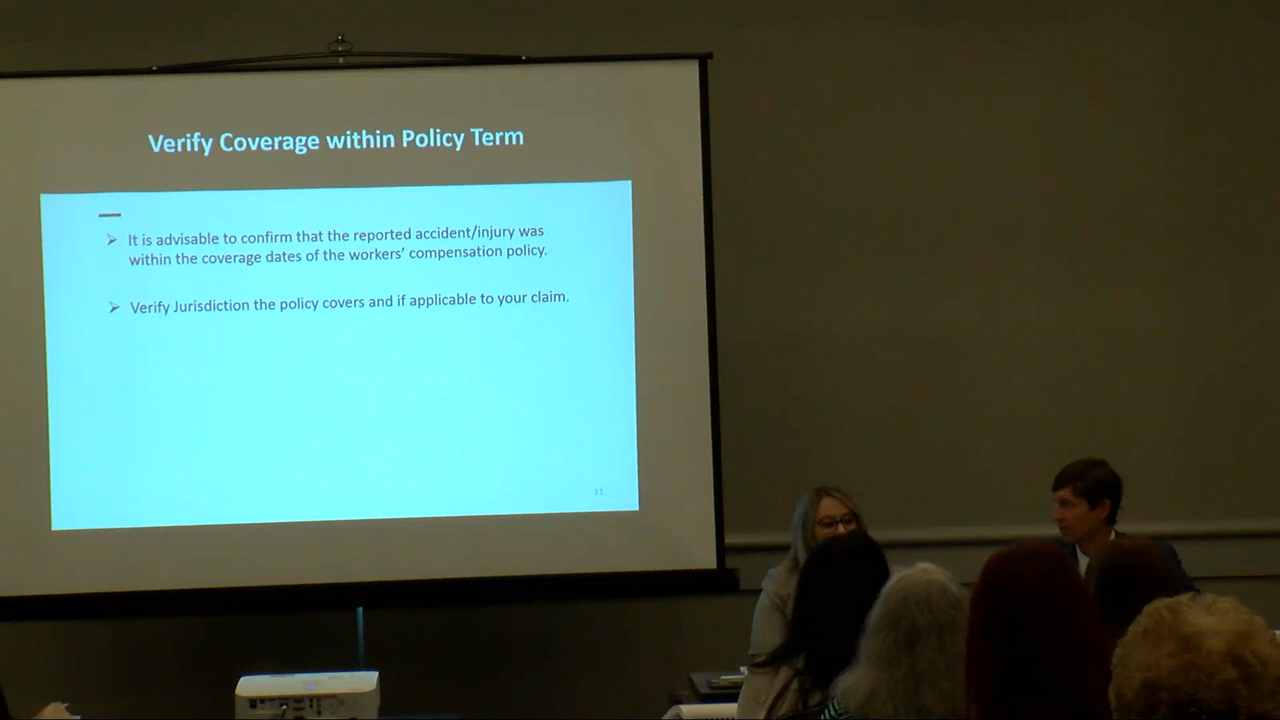 Verify Coverage within Policy Term
➢ It is advisable to confirm that the reported accident/injury was
within the coverage dates of the workers’ compensation policy.
➢ Verify Jurisdiction the policy covers and if applicable to your claim.
11